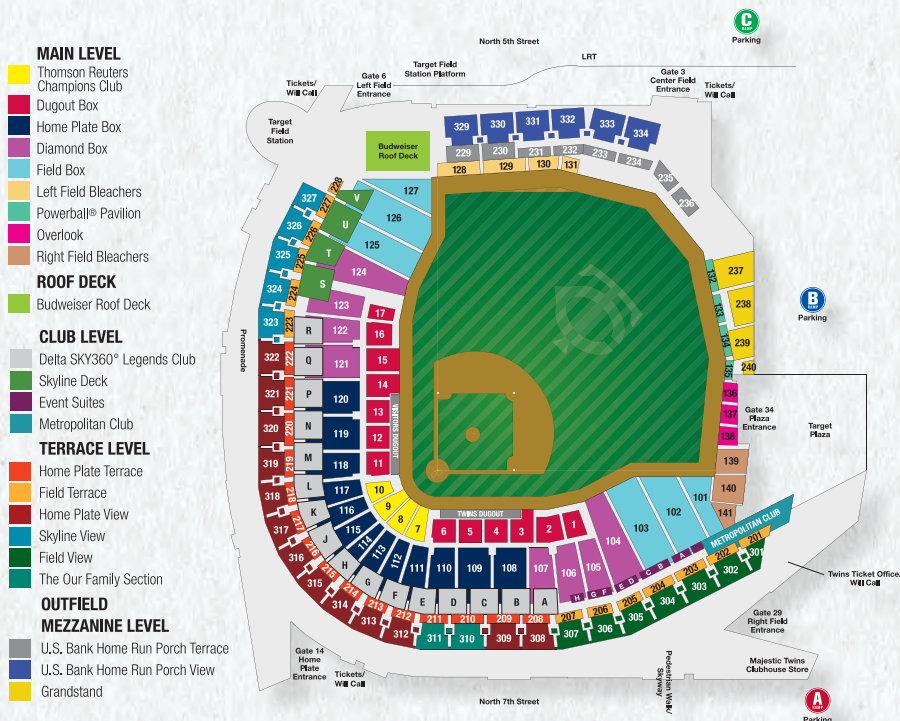 MAIN LEVEL
Thomson Reuters
Champions Club
Dugout Box
Home Plate Box
Diamond Box
Field Box
Left Field Bleachers
Powerball® Pavilion
Overlook
Right Field Bleachers
ROOF DECK
Budweiser Roof Deck
CLUB LEVEL
Delta SKY360° Legends Club
Skyline Deck
Event Suites
Metropolitan Club
TERRACE LEVEL
Home Plate Terrace
Field Terrace
Home Plate View
Skyline View
Field View
The Our Family Section
OUTFIELD
MEZZANINE LEVEL
U.S. Bank Home Run Porch Terrace
U.S. Bank Home Run Porch View
Grandstand
C
RAMP
Parking
North 5th Street
LRT
Target Field
Station Platform
Gate 6
Left Field
Entrance
Tickets/
Will Call
Gate 3
Center Field
Entrance
Tickets/
Will Call
Target
Field
Station
Budweiser
Roof Deck
329
330
331
332
333
334
229
230
231
232
233
234
235
236
128
129
130
131
327
326
325
324
323
322
321
320
319
318
317
316
315
314
313
312
311
310
309
308
307
306
305
304
303
302
301
228
227
226
225
224
223
222
221
220
219
218
217
216
215
214
213
212
211
210
209
208
207
206
205
204
203
202
201
V
U
T
S
R
Q
P
N
M
L
K
J
H
G
F
E
D
C
B
A
127
126
125
124
123
122
121
120
119
118
117
116
115
114
113
112
111
110
109
108
107
106
105
104
103
102
101
17
16
15
14
13
12
11
10
9
8
7
6
5
4
3
2
1
VISITORS DUGOUT
TWINS DUGOUT
H
G
F
E
D
C
B
A
METROPOLITAN CLUB
132
133
134
135
136
137
138
139
140
141
237
238
239
240
B
RAMP
Parking
Gate 34
Plaza
Entrance
Target
Plaza
Promenade
Twins Ticket Office/
Will Call
Gate 29
Right Field
Entrance
Majestic Twins
Clubhouse Store
Gate 14
Home
Plate
Entrance
Tickets/
Will Call
North 7th Street
Pedestrian Walk/
Skyway
A
RAMP
Parking